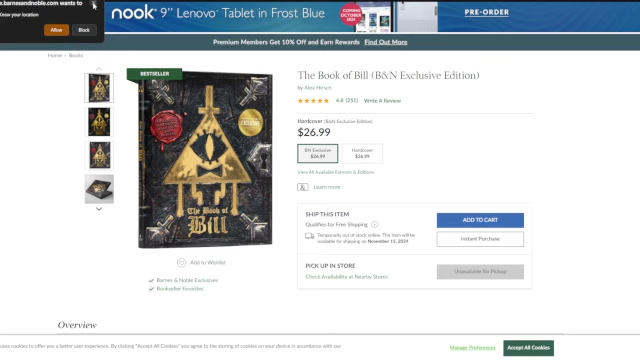 .barnesandnoble.com wants to
Know your location
Allow
Block
nook 9" Lenovo Tablet in Frost Blue
COMING
OCTOBER
2024
PRE-ORDER
Premium Members Get 10% Off and Earn Rewards Find Out More
Home Books
BESTSELLER
The Book of
Bill
The Book of Bill (B&N Exclusive Edition)
by Alex Hirsch
4.8 (251) Write A Review
Hardcover (B&N Exclusive Edition)
$26.99
BN Exclusive
$26.99
Hardcover
$26.99
View All Available Formats & Editions
Learn more
SHIP THIS ITEM
Qualifies for Free Shipping
Temporarily out of stock online. This item will be
available for shipping on November 15, 2024
ADD TO CART
Instant Purchase
PICK UP IN STORE
Check Availability at Nearby Stores
Unavailable for Pickup
Add to Wishlist
Barnes & Noble Exclusives
Bookseller Favorites
Overview
uses cookies to offer you a better user experience. By clicking "Accept All Cookies" you agree to the storing of cookies on your device in accordance with our
Manage Preferences
Accept All Cookies